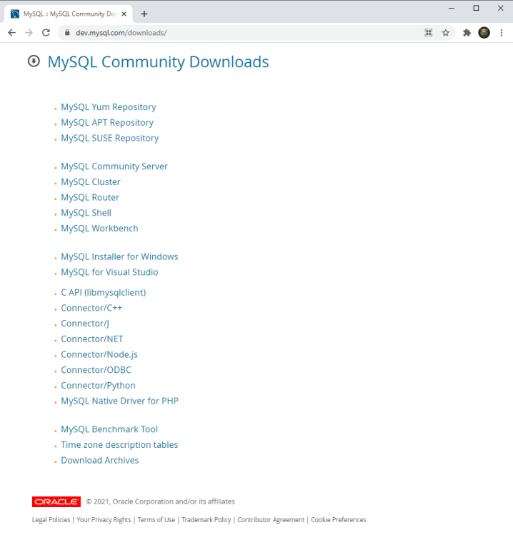 MySQL :: MySQL Community Do
dev.mysql.com/downloads/
MySQL Community Downloads
MySQL Yum Repository
MySQL APT Repository
MySQL SUSE Repository
MySQL Community Server
MySQL Cluster
MySQL Router
MySQL Shell
MySQL Workbench
MySQL Installer for Windows
MySQL for Visual Studio
C API (libmysqlclient)
Connector/C++
Connector/J
Connector/NET
Connector/Node.js
Connector/ODBC
Connector/Python
MySQL Native Driver for PHP
MySQL Benchmark Tool
Time zone description tables
Download Archives
ORACLE © 2021, Oracle Corporation and/or its affiliates
Legal Policies | Your Privacy Rights | Terms of Use | Trademark Policy | Contributor Agreement | Cookie Preferences